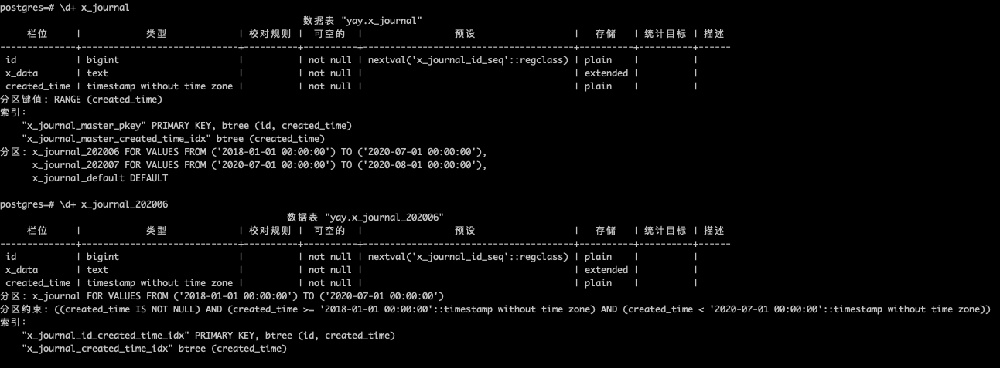 postgres=# \d+ x_journal
数据表 "yay.x_journal"
栏位 | 类型 | 校对规则 | 可空的 | 预设 | 存储 | 统计目标 | 描述
--------------+-----------------------------+----------+----------+---------------------------------------+----------+----------+------
id | bigint | | not null | nextval('x_journal_id_seq'::regclass) | plain | |
x_data | text | | not null | | extended | |
created_time | timestamp without time zone | | not null | | plain | |
分区键值: RANGE (created_time)
索引:
"x_journal_master_pkey" PRIMARY KEY, btree (id, created_time)
"x_journal_master_created_time_idx" btree (created_time)
分区: x_journal_202006 FOR VALUES FROM ('2018-01-01 00:00:00') TO ('2020-07-01 00:00:00'),
x_journal_202007 FOR VALUES FROM ('2020-07-01 00:00:00') TO ('2020-08-01 00:00:00'),
x_journal_default DEFAULT
postgres=# \d+ x_journal_202006
数据表 "yay.x_journal_202006"
栏位 | 类型 | 校对规则 | 可空的 | 预设 | 存储 | 统计目标 | 描述
--------------+-----------------------------+----------+----------+---------------------------------------+----------+----------+------
id | bigint | | not null | nextval('x_journal_id_seq'::regclass) | plain | |
x_data | text | | not null | | extended | |
created_time | timestamp without time zone | | not null | | plain | |
分区: x_journal FOR VALUES FROM ('2018-01-01 00:00:00') TO ('2020-07-01 00:00:00')
分区约束: ((created_time IS NOT NULL) AND (created_time >= '2018-01-01 00:00:00'::timestamp without time zone) AND (created_time < '2020-07-01 00:00:00'::timestamp without time zone))
索引:
"x_journal_id_created_time_idx" PRIMARY KEY, btree (id, created_time)
"x_journal_created_time_idx" btree (created_time)